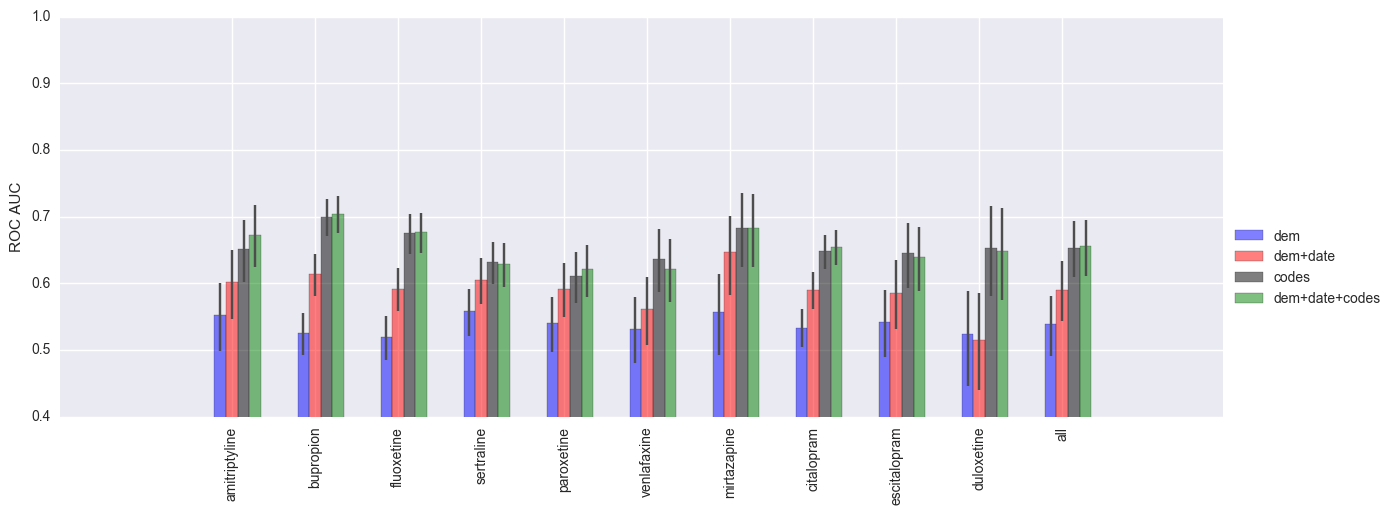 1.0
0.9
0.8
0.7
0.6
0.5
0.4
ROC AUC
amitriptyline
bupropion
fluoxetine
sertraline
paroxetine
venlafaxine
mirtazapine
citalopram
escitalopram
duloxetine
all
dem
dem+date
codes
dem+date+codes